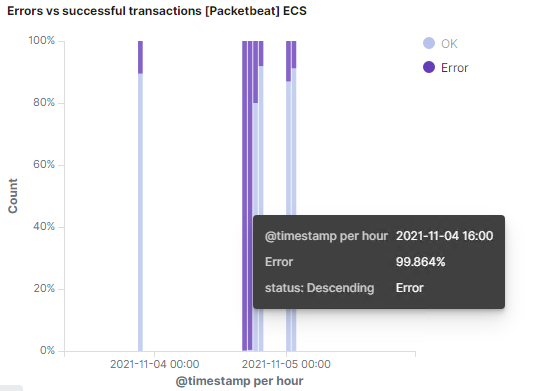 Errors vs successful transactions [Packetbeat] ECS
100%
80%
60%
40%
20%
0%
Count
OK
Error
@timestamp per hour 2021-11-04 16:00
Error 99.864%
status: Descending Error
2021-11-04 00:00 2021-11-05 00:00
@timestamp per hour